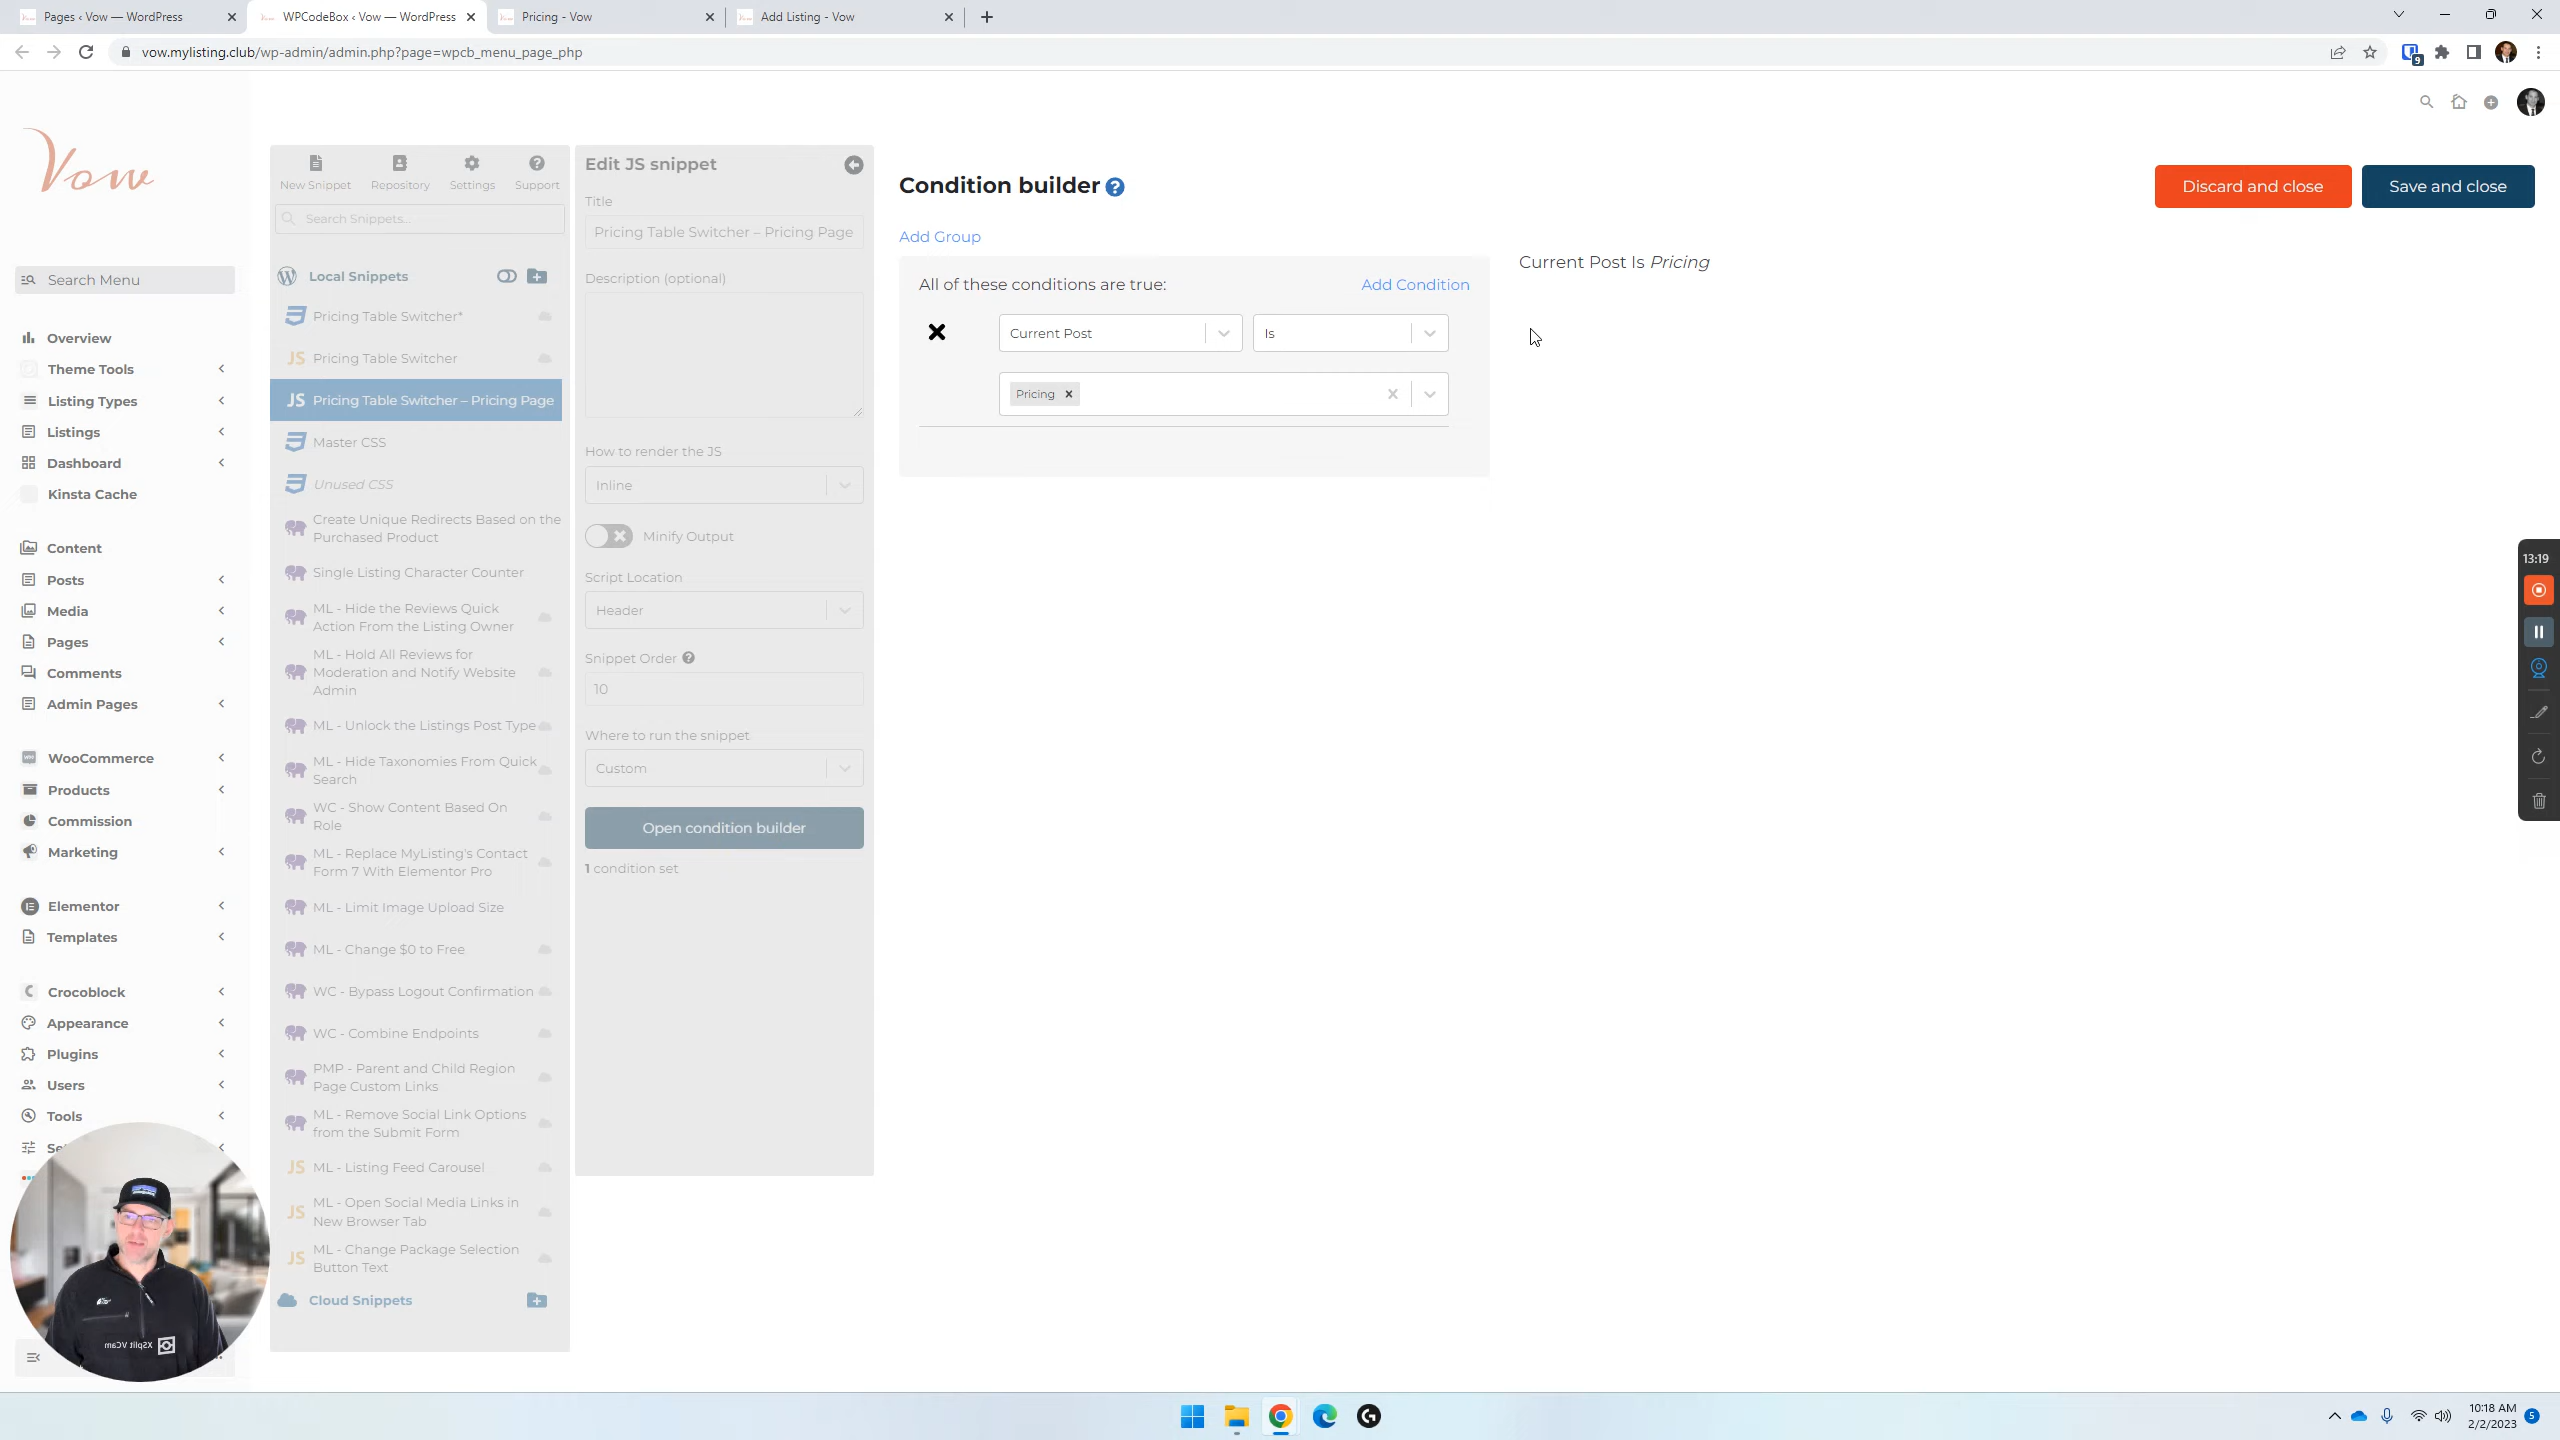 Pages ‹ Vow — WordPress
WPCodeBox ‹ Vow — WordPress
Pricing - Vow
Add Listing - Vow
vow.mylisting.club/wp-admin/admin.php?page=wpcb_menu_page_php
9
Vow
Search Menu
Overview
Theme Tools
Listing Types
Listings
Dashboard
Kinsta Cache
Content
Posts
Media
Pages
Comments
Admin Pages
WooCommerce
Products
Commission
Marketing
Elementor
Templates
Crocoblock
Appearance
Plugins
Users
Tools
New Snippet
Repository
Settings
Support
Search Snippets...
Local Snippets
Pricing Table Switcher*
JS Pricing Table Switcher
JS Pricing Table Switcher – Pricing Page
Master CSS
Unused CSS
Create Unique Redirects Based on the
Purchased Product
Single Listing Character Counter
ML - Hide the Reviews Quick
Action From the Listing Owner
ML - Hold All Reviews for
Moderation and Notify Website
Admin
ML - Unlock the Listings Post Type
ML - Hide Taxonomies From Quick
Search
WC - Show Content Based On
Role
ML - Replace MyListing's Contact
Form 7 With Elementor Pro
ML - Limit Image Upload Size
ML - Change $0 to Free
WC - Bypass Logout Confirmation
WC - Combine Endpoints
PMP - Parent and Child Region
Page Custom Links
ML - Remove Social Link Options
from the Submit Form
JS ML - Listing Feed Carousel
JS ML - Open Social Media Links in
New Browser Tab
JS ML - Change Package Selection
Button Text
Cloud Snippets
Edit JS snippet
Title
Pricing Table Switcher – Pricing Page
Description (optional)
How to render the JS
Inline
Minify Output
Script Location
Header
Snippet Order
10
Where to run the snippet
Custom
Open condition builder
1 condition set
Condition builder
Discard and close
Save and close
Add Group
All of these conditions are true:
Add Condition
Current Post
Is
Pricing
Current Post Is Pricing
13:19
XSplit VCam
10:18 AM
2/2/2023
5